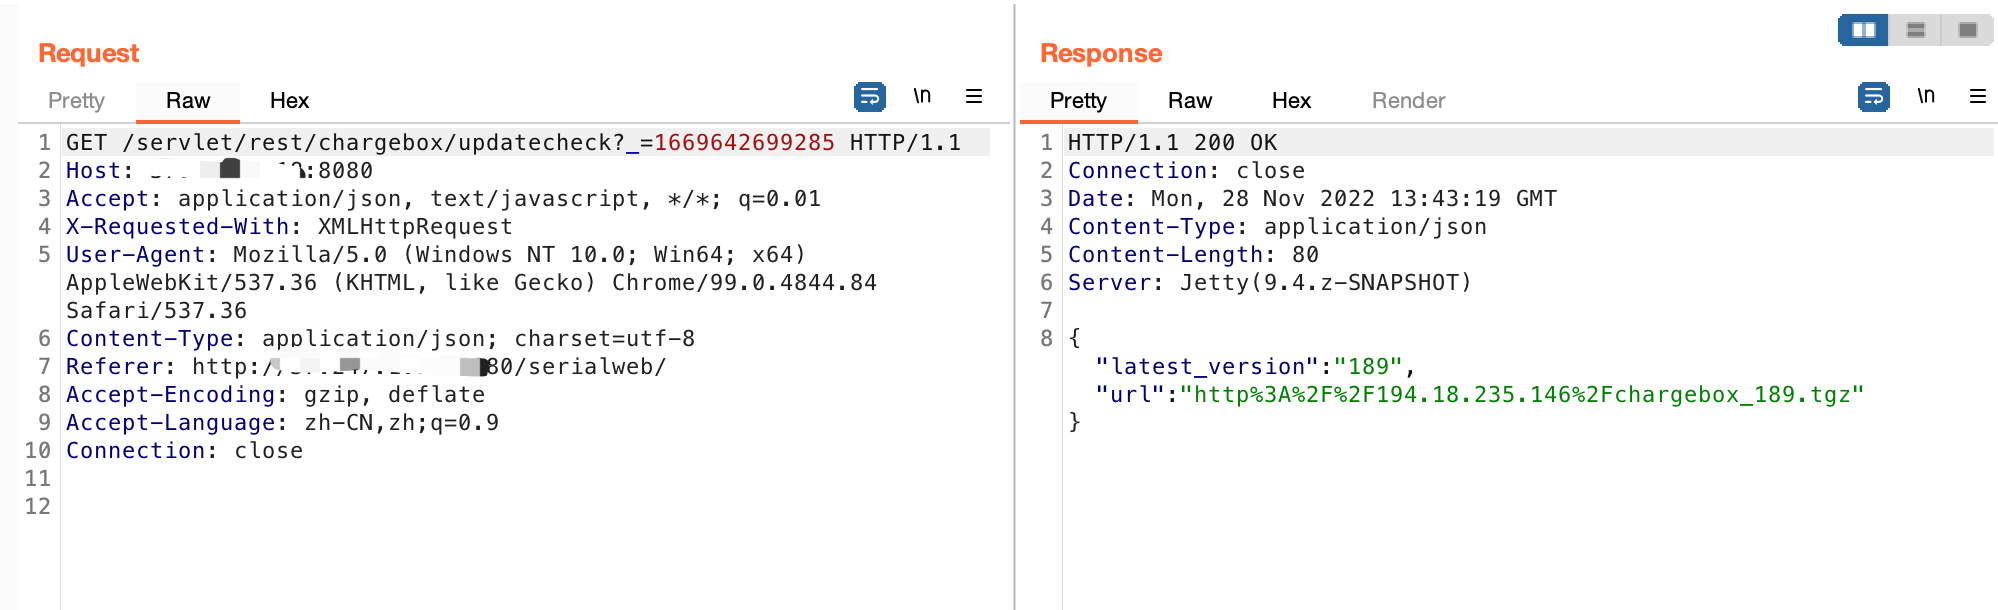 Request
Pretty Raw Hex \n
1 GET /servlet/rest/chargebox/updatecheck?_=1669642699285 HTTP/1.1
2 Host: :8080
3 Accept: application/json, text/javascript, */*; q=0.01
4 X-Requested-With: XMLHttpRequest
5 User-Agent: Mozilla/5.0 (Windows NT 10.0; Win64; x64)
AppleWebKit/537.36 (KHTML, like Gecko) Chrome/99.0.4844.84
Safari/537.36
6 Content-Type: application/json; charset=utf-8
7 Referer: http:/ 80/serialweb/
8 Accept-Encoding: gzip, deflate
9 Accept-Language: zh-CN,zh;q=0.9
10 Connection: close
11
12
Response
Pretty Raw Hex Render \n
1 HTTP/1.1 200 OK
2 Connection: close
3 Date: Mon, 28 Nov 2022 13:43:19 GMT
4 Content-Type: application/json
5 Content-Length: 80
6 Server: Jetty(9.4.z-SNAPSHOT)
7
8 {
"latest_version":"189",
"url":"http%3A%2F%2F194.18.235.146%2Fchargebox_189.tgz"
}